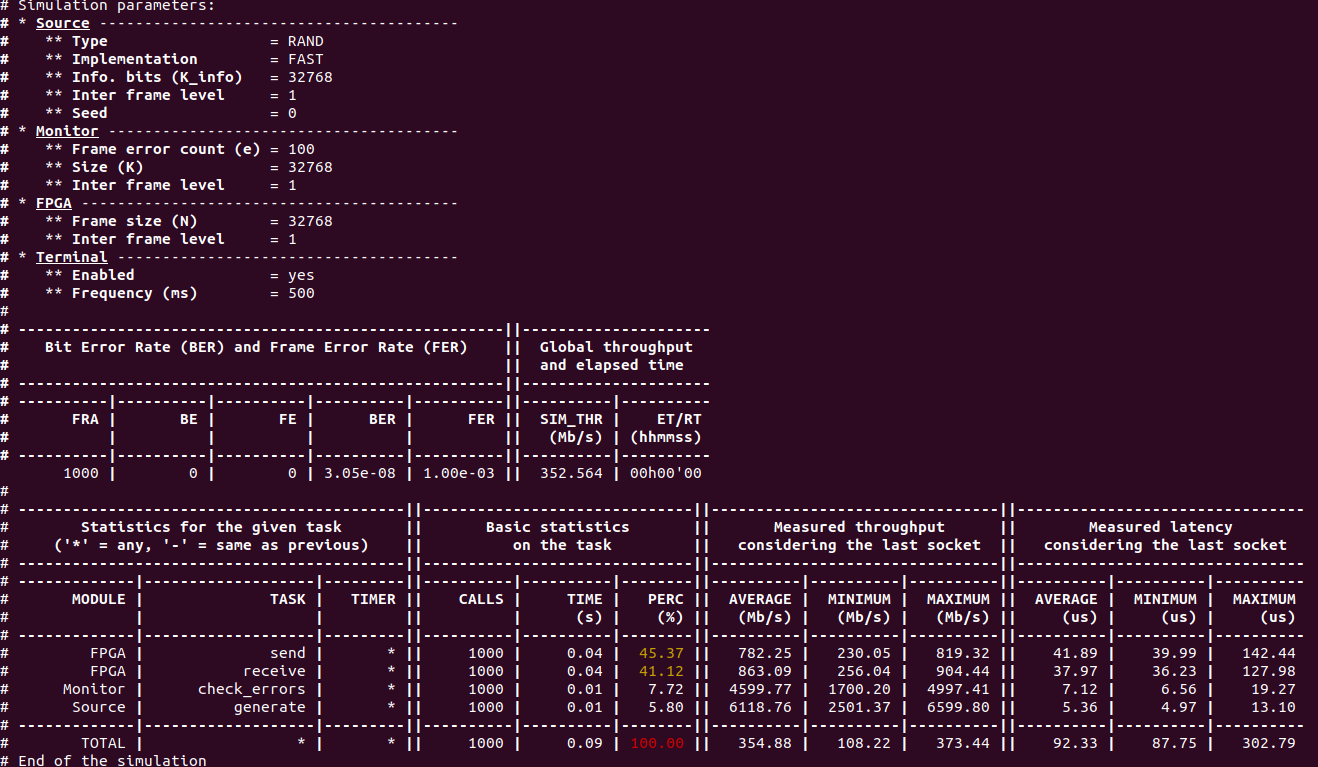 # Simulation parameters:
# * Source ----------------------------------------
#    ** Type                  = RAND
#    ** Implementation        = FAST
#    ** Info. bits (K_info)   = 32768
#    ** Inter frame level     = 1
#    ** Seed                  = 0
# * Monitor ---------------------------------------
#    ** Frame error count (e) = 100
#    ** Size (K)              = 32768
#    ** Inter frame level     = 1
# * FPGA ------------------------------------------
#    ** Frame size (N)        = 32768
#    ** Inter frame level     = 1
# * Terminal --------------------------------------
#    ** Enabled               = yes
#    ** Frequency (ms)        = 500
#
# ------------------------------------------------------||---------------------
#    Bit Error Rate (BER) and Frame Error Rate (FER)    ||  Global throughput
#                                                       ||  and elapsed time
# ------------------------------------------------------||---------------------
# ----------|----------|----------|----------|----------||----------|----------
#       FRA |       BE |       FE |      BER |      FER ||  SIM_THR |    ET/RT
#           |          |          |          |          ||   (Mb/s) | (hhmmss)
# ----------|----------|----------|----------|----------||----------|----------
#      1000 |        0 |        0 | 3.05e-08 | 1.00e-03 ||  352.564 | 00h00'00
#
# -------------------------------------------||------------------------------||--------------------------------||--------------------------------
#       Statistics for the given task       ||       Basic statistics       ||       Measured throughput      ||        Measured latency
#    ('*' = any, '-' = same as previous)    ||          on the task         ||   considering the last socket  ||   considering the last socket
# -------------------------------------------||------------------------------||--------------------------------||--------------------------------
# -------------|-------------------|---------||----------|----------|--------||----------|----------|----------||----------|----------|----------
#      MODULE |              TASK |   TIMER ||    CALLS |     TIME |   PERC ||  AVERAGE |  MINIMUM |  MAXIMUM ||  AVERAGE |  MINIMUM |  MAXIMUM
#             |                   |         ||          |      (s) |    (%) ||   (Mb/s) |   (Mb/s) |   (Mb/s) ||     (us) |     (us) |     (us)
# -------------|-------------------|---------||----------|----------|--------||----------|----------|----------||----------|----------|----------
#        FPGA |              send |       * ||     1000 |     0.04 |  45.37 ||   782.25 |   230.05 |   819.32 ||    41.89 |    39.99 |   142.44
#        FPGA |           receive |       * ||     1000 |     0.04 |  41.12 ||   863.09 |   256.04 |   904.44 ||    37.97 |    36.23 |   127.98
#     Monitor |      check_errors |       * ||     1000 |     0.01 |   7.72 ||  4599.77 |  1700.20 |  4997.41 ||     7.12 |     6.56 |    19.27
#      Source |          generate |       * ||     1000 |     0.01 |   5.80 ||  6118.76 |  2501.37 |  6599.80 ||     5.36 |     4.97 |    13.10
# -------------|-------------------|---------||----------|----------|--------||----------|----------|----------||----------|----------|----------
#       TOTAL |                 * |       * ||     1000 |     0.09 | 100.00 ||   354.88 |   108.22 |   373.44 ||    92.33 |    87.75 |   302.79
# End of the simulation